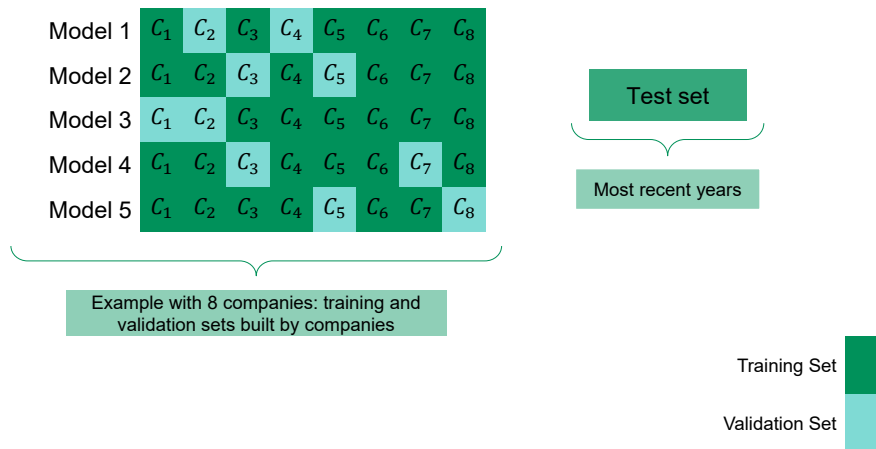 Model 1 C₁ C₂ C₃ C₄ C₅ C₆ C₇ C₈
Model 2 C₁ C₂ C₃ C₄ C₅ C₆ C₇ C₈
Model 3 C₁ C₂ C₃ C₄ C₅ C₆ C₇ C₈
Model 4 C₁ C₂ C₃ C₄ C₅ C₆ C₇ C₈
Model 5 C₁ C₂ C₃ C₄ C₅ C₆ C₇ C₈
Example with 8 companies: training and
validation sets built by companies
Test set
Most recent years
Training Set
Validation Set